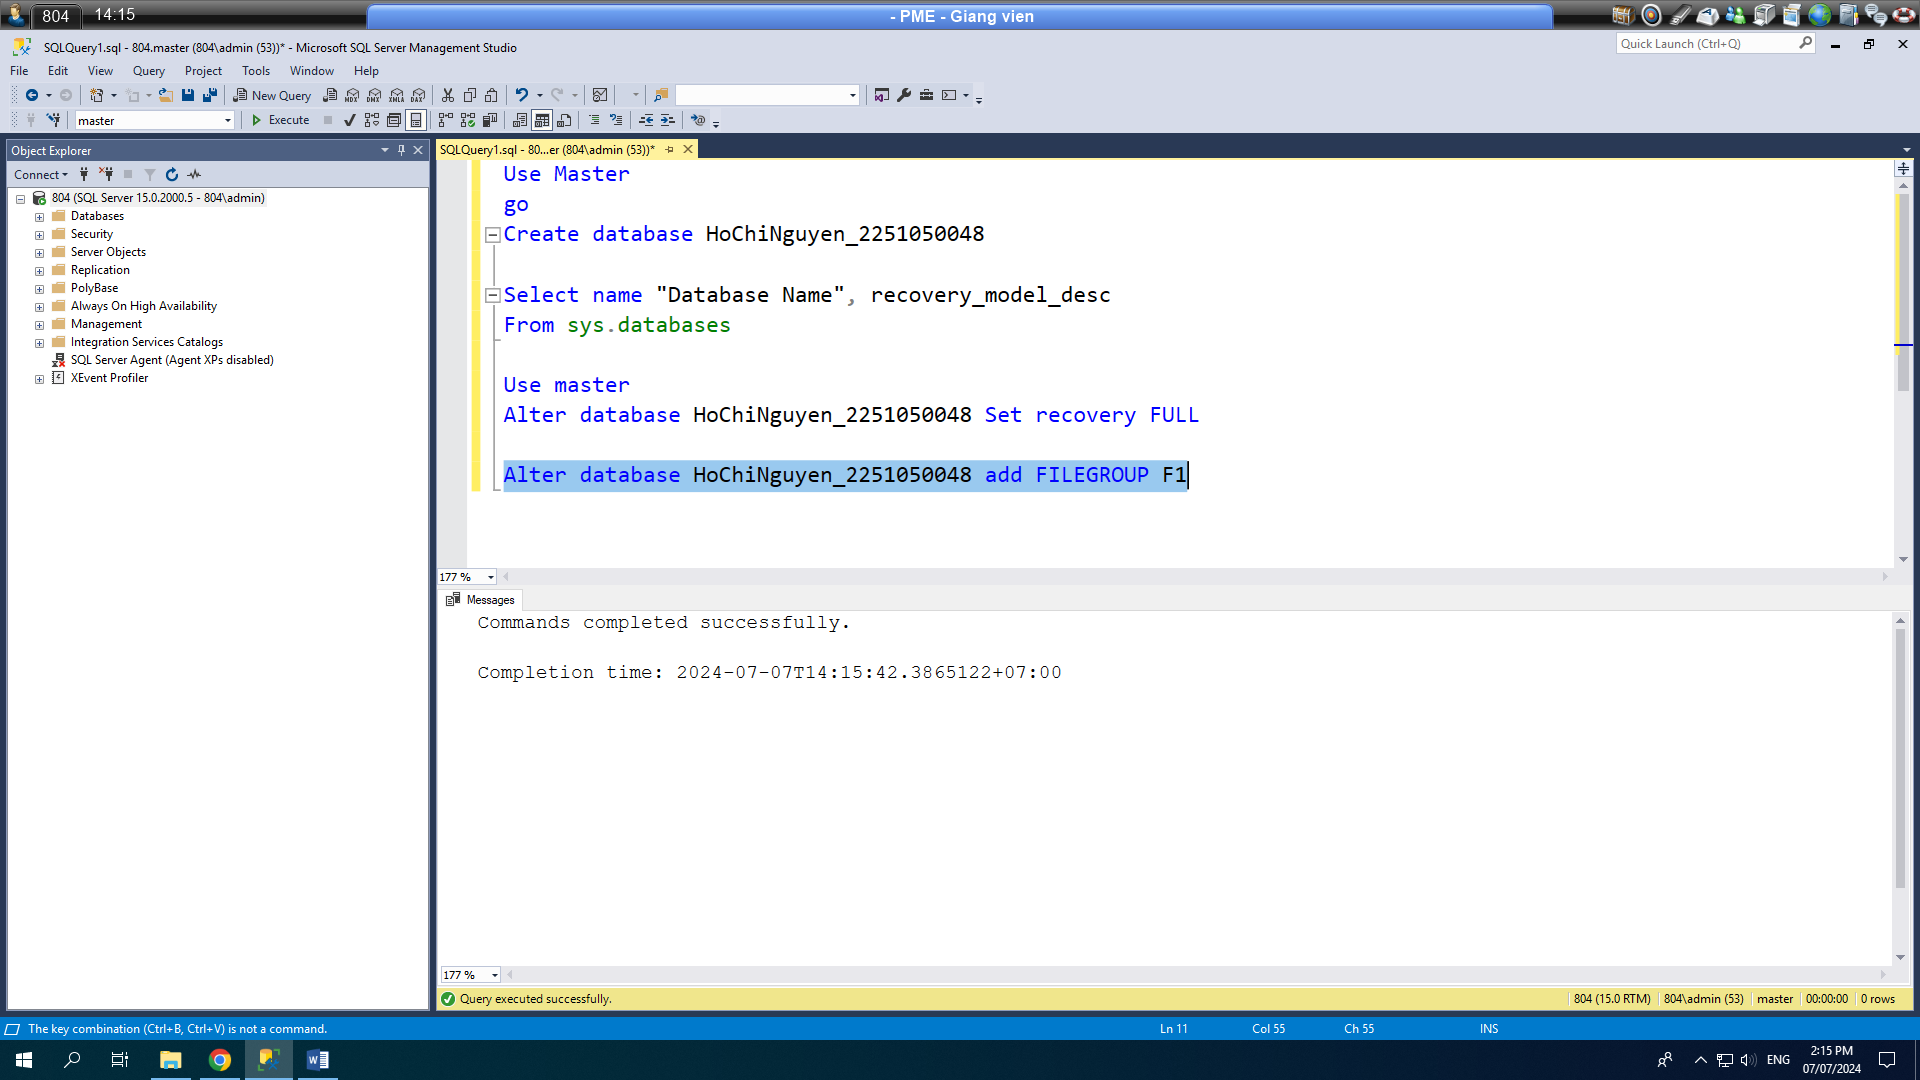 804
14:15
- PME - Giang vien
SQLQuery1.sql - 804.master (804\admin (53))* - Microsoft SQL Server Management Studio
Quick Launch (Ctrl+Q)
File Edit View Query Project Tools Window Help
New Query
MDX DMX XMLA DAX
master
Execute
Object Explorer
Connect
804 (SQL Server 15.0.2000.5 - 804\admin)
Databases
Security
Server Objects
Replication
PolyBase
Always On High Availability
Management
Integration Services Catalogs
SQL Server Agent (Agent XPs disabled)
XEvent Profiler
SQLQuery1.sql - 80...er (804\admin (53))*
Use Master
go
Create database HoChiNguyen_2251050048
Select name "Database Name", recovery_model_desc
From sys.databases
Use master
Alter database HoChiNguyen_2251050048 Set recovery FULL
Alter database HoChiNguyen_2251050048 add FILEGROUP F1
177 %
Messages
Commands completed successfully.
Completion time: 2024-07-07T14:15:42.3865122+07:00
177 %
Query executed successfully.
804 (15.0 RTM) 804\admin (53) master 00:00:00 0 rows
The key combination (Ctrl+B, Ctrl+V) is not a command.
Ln 11 Col 55 Ch 55 INS
ENG
2:15 PM
07/07/2024